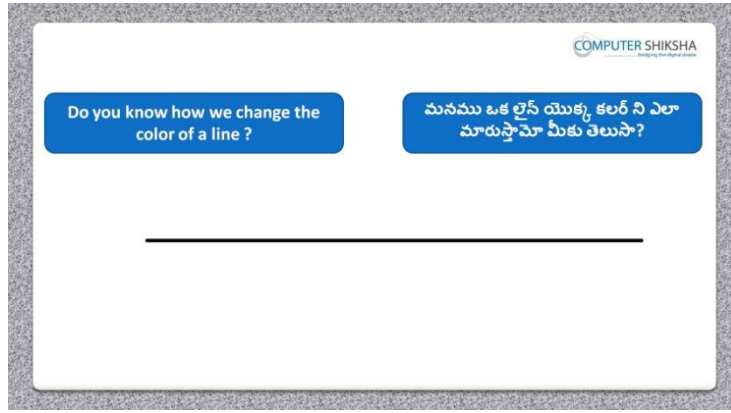 COMPUTER SHIKSHA
Do you know how we change the
color of a line ?
మనము ఒక లైన్ యొక్క కలర్ ని ఎలా
మారుస్తామో మీకు తెలుసా?